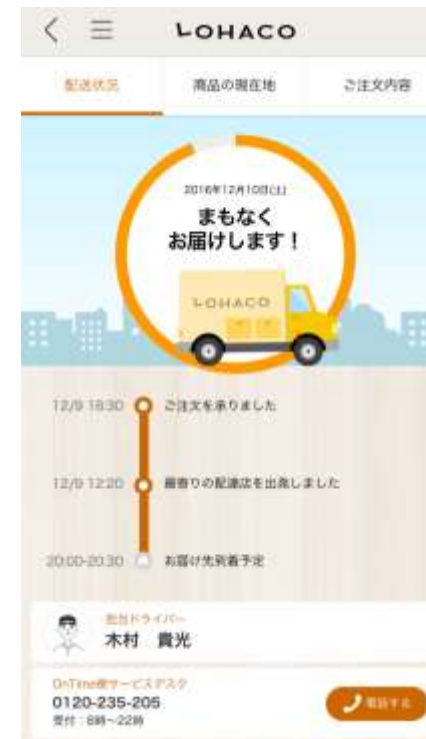 LOHACO
配送状況
商品の現在地
ご注文内容
2016年12月10日(土)
まもなく
お届けします！
LOHACO
12/9 18:30 ご注文を承りました
12/9 12:20 最寄りの配達店を出発しました
20:00-20:30 お届け先到着予定
担当ドライバー
木村 貴光
OnTime便サービスデスク
0120-235-205
受付：8時～22時
電話する